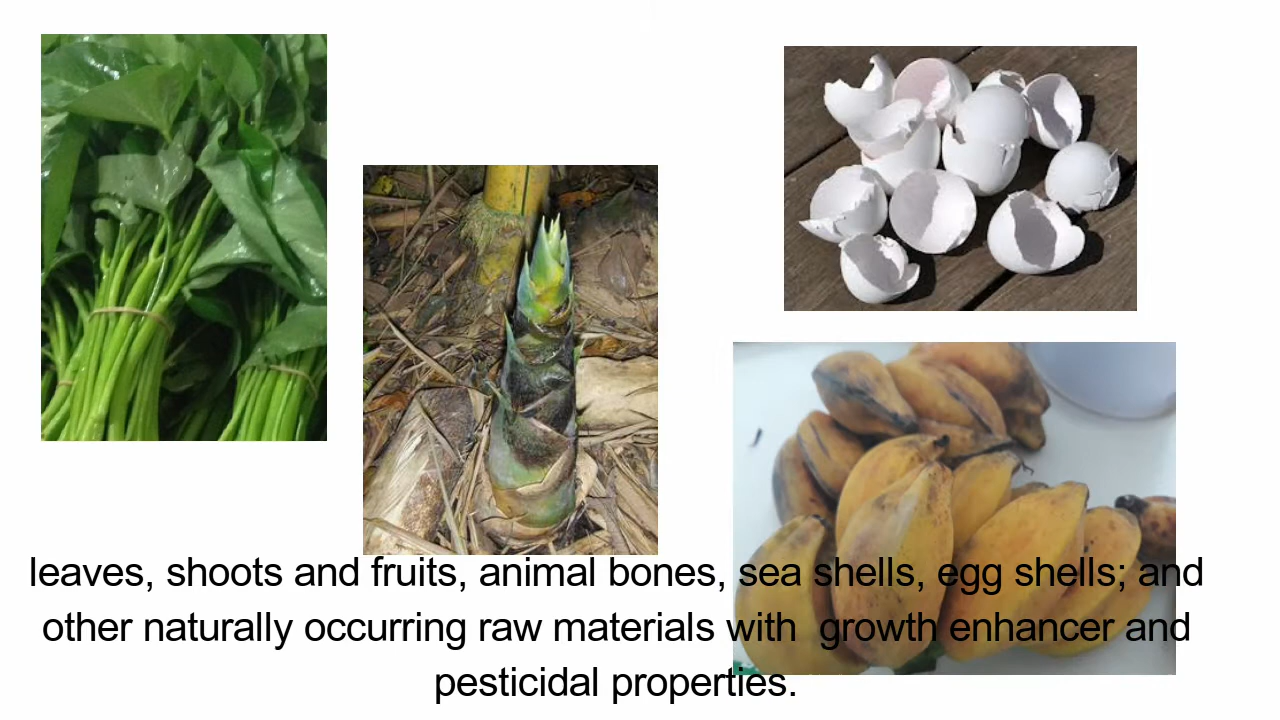 leaves, shoots and fruits, animal bones, sea shells, egg shells; and
other naturally occurring raw materials with  growth enhancer and
pesticidal properties.